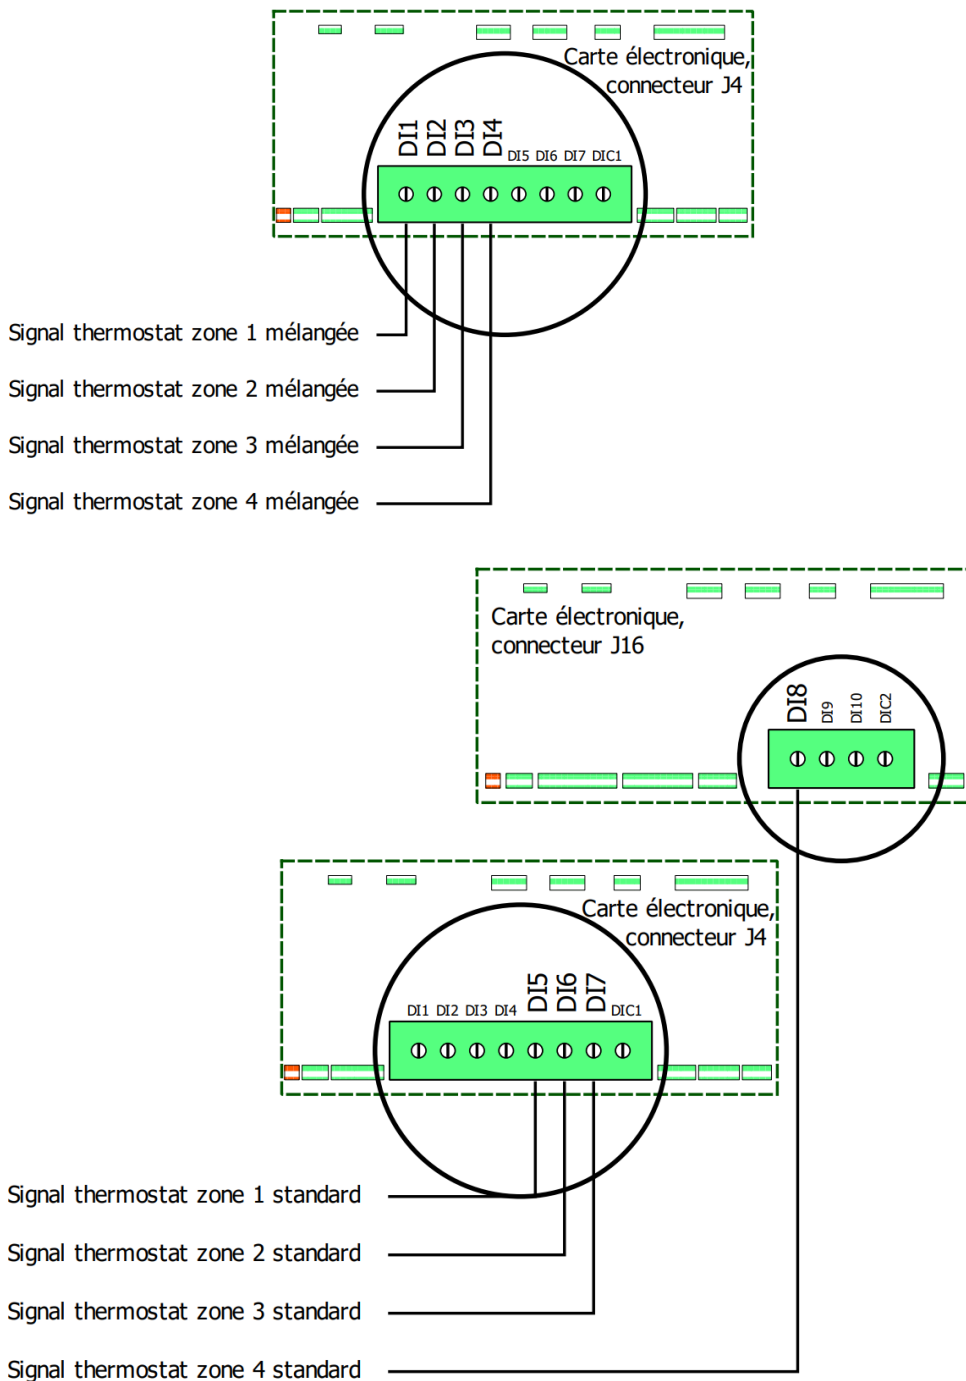 Carte électronique,
connecteur J4
DI1 DI2 DI3 DI4 DI5 DI6 DI7 DIC1
Signal thermostat zone 1 mélangée
Signal thermostat zone 2 mélangée
Signal thermostat zone 3 mélangée
Signal thermostat zone 4 mélangée
Carte électronique,
connecteur J16
DI8 DI9 DI10 DIC2
Carte électronique,
connecteur J4
DI1 DI2 DI3 DI4 DI5 DI6 DI7 DIC1
Signal thermostat zone 1 standard
Signal thermostat zone 2 standard
Signal thermostat zone 3 standard
Signal thermostat zone 4 standard